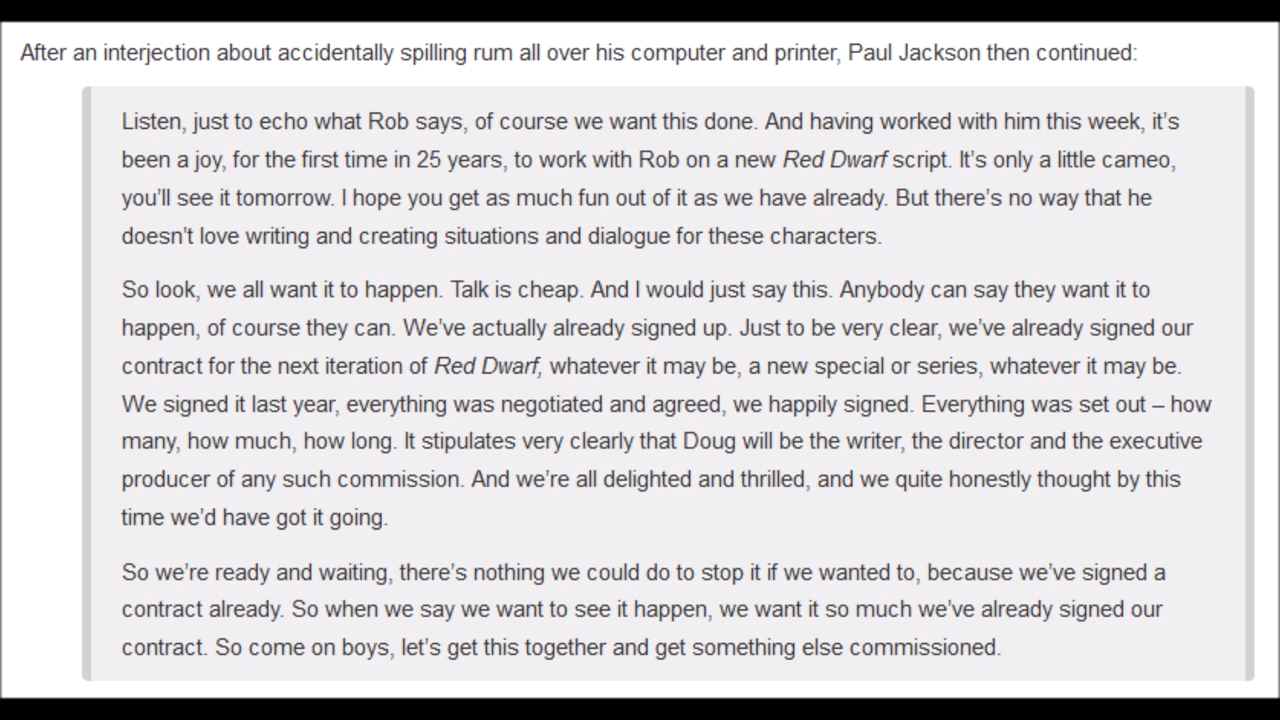 After an interjection about accidentally spilling rum all over his computer and printer, Paul Jackson then continued:
Listen, just to echo what Rob says, of course we want this done. And having worked with him this week, it’s
been a joy, for the first time in 25 years, to work with Rob on a new Red Dwarf script. It’s only a little cameo,
you’ll see it tomorrow. I hope you get as much fun out of it as we have already. But there’s no way that he
doesn’t love writing and creating situations and dialogue for these characters.
So look, we all want it to happen. Talk is cheap. And I would just say this. Anybody can say they want it to
happen, of course they can. We’ve actually already signed up. Just to be very clear, we’ve already signed our
contract for the next iteration of Red Dwarf, whatever it may be, a new special or series, whatever it may be.
We signed it last year, everything was negotiated and agreed, we happily signed. Everything was set out – how
many, how much, how long. It stipulates very clearly that Doug will be the writer, the director and the executive
producer of any such commission. And we’re all delighted and thrilled, and we quite honestly thought by this
time we’d have got it going.
So we’re ready and waiting, there’s nothing we could do to stop it if we wanted to, because we’ve signed a
contract already. So when we say we want to see it happen, we want it so much we’ve already signed our
contract. So come on boys, let’s get this together and get something else commissioned.